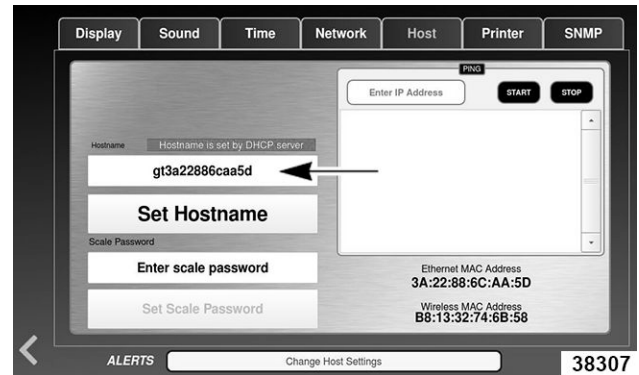 Display Sound Time Network Host Printer SNMP
PING
Enter IP Address START STOP
Hostname Hostname is set by DHCP server
gt3a22886caa5d
Set Hostname
Scale Password
Enter scale password
Set Scale Password
Ethernet MAC Address
3A:22:88:6C:AA:5D
Wireless MAC Address
B8:13:32:74:6B:58
ALERTS Change Host Settings
38307